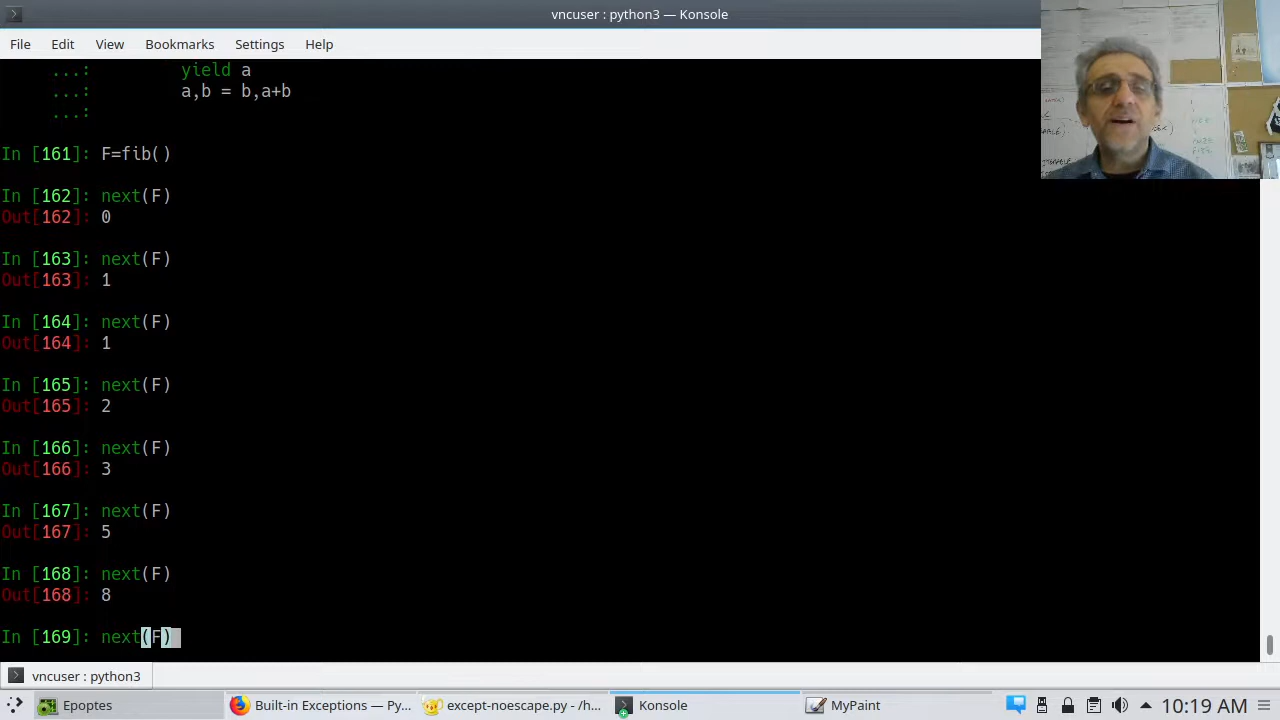 vncuser : python3 — Konsole
File Edit View Bookmarks Settings Help
...: yield a
...: a,b = b,a+b
...:
In [161]: F=fib()
In [162]: next(F)
Out[162]: 0
In [163]: next(F)
Out[163]: 1
In [164]: next(F)
Out[164]: 1
In [165]: next(F)
Out[165]: 2
In [166]: next(F)
Out[166]: 3
In [167]: next(F)
Out[167]: 5
In [168]: next(F)
Out[168]: 8
In [169]: next(F)
vncuser : python3
Epoptes Built-in Exceptions — Py... except-noescape.py - /h... Konsole MyPaint 10:19 AM